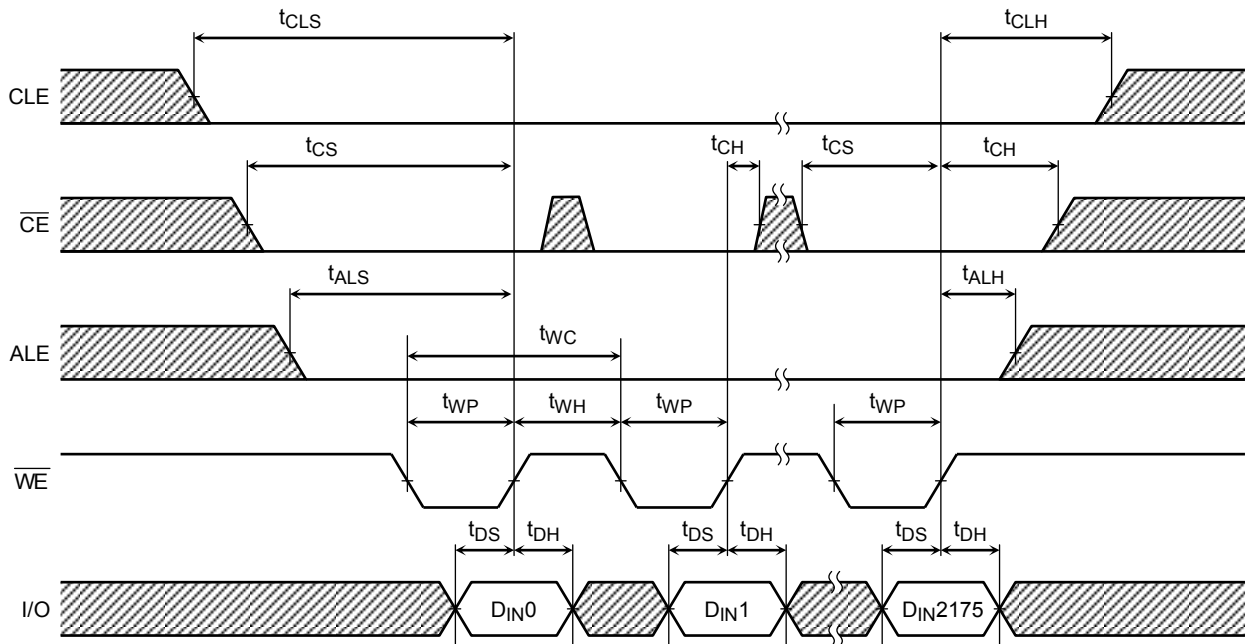 tCLS
tCLH
CLE
tCS
tCH
tCS
tCH
CE
tALS
tALH
ALE
tWC
tWP
tWH
tWP
tWP
WE
tDS
tDH
tDS
tDH
tDS
tDH
I/O
DIN0
DIN1
DIN2175